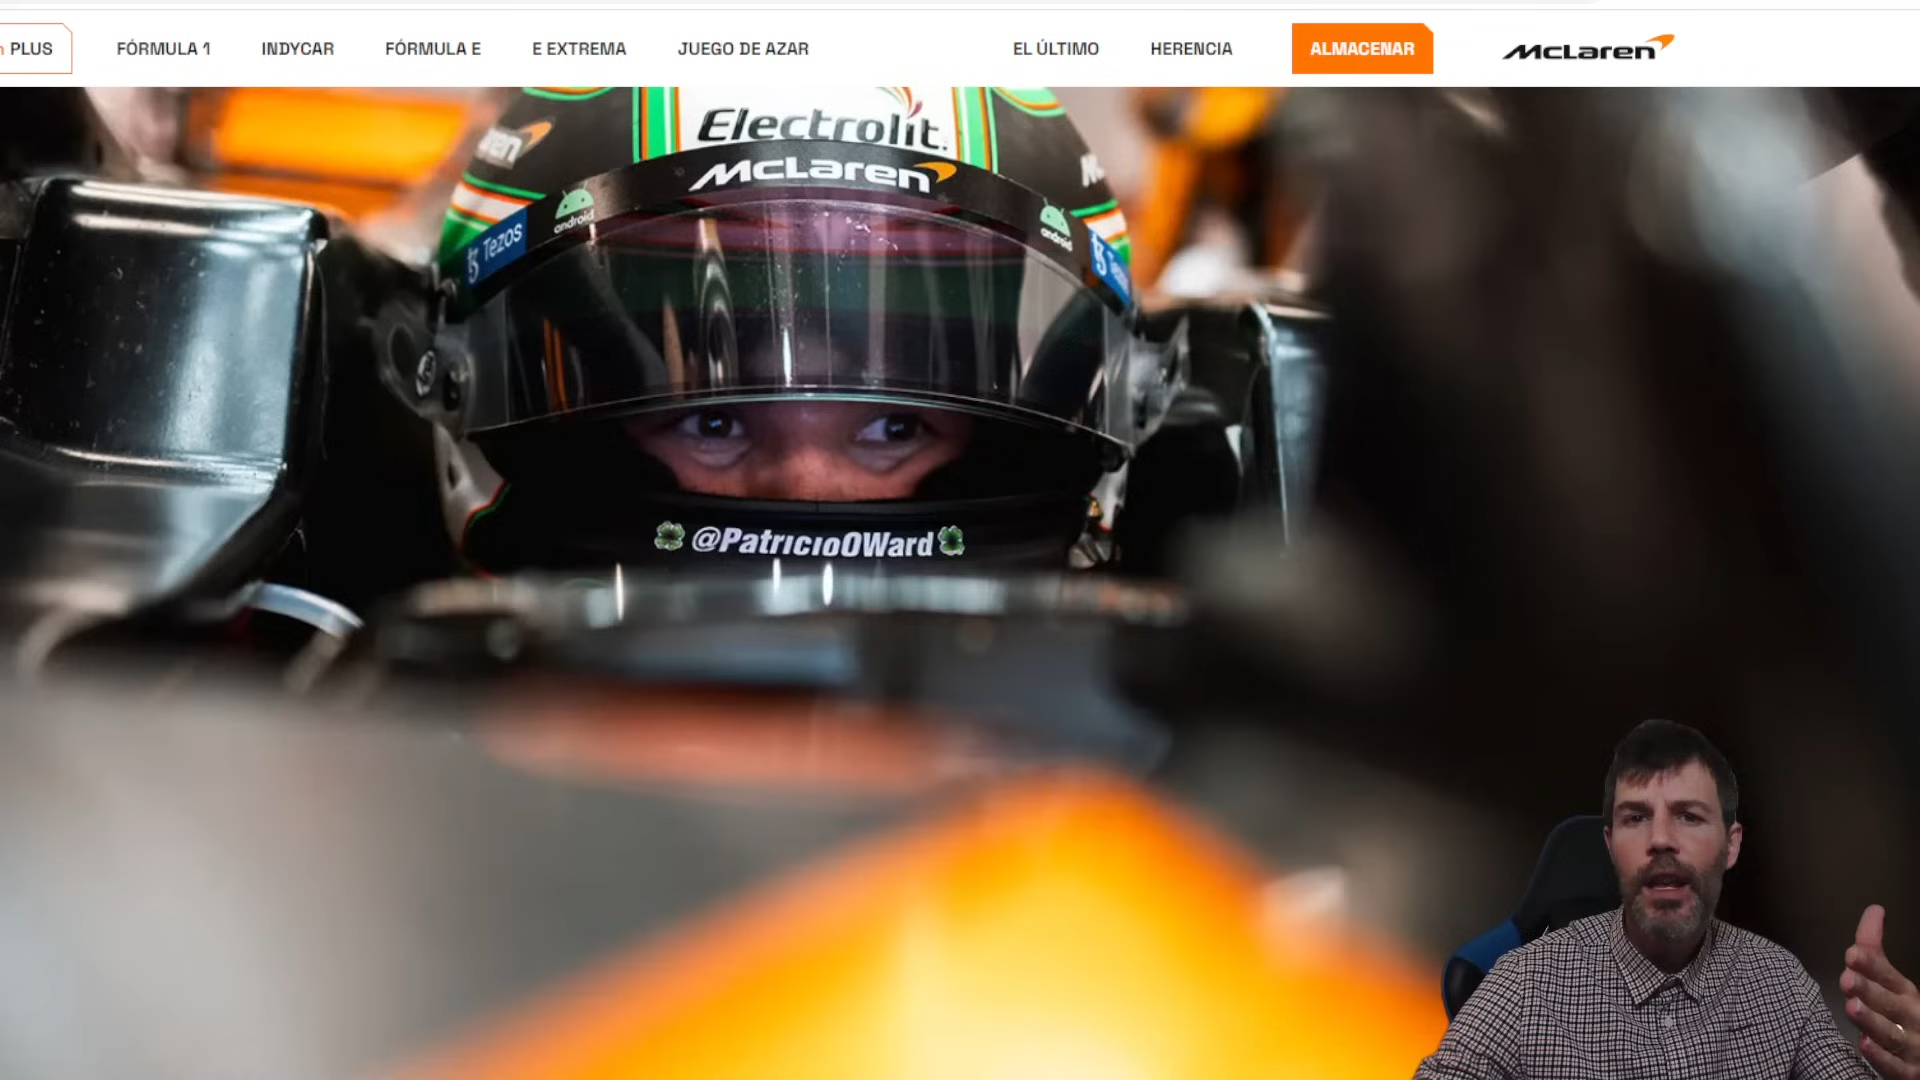 PLUS
FÓRMULA 1
INDYCAR
FÓRMULA E
E EXTREMA
JUEGO DE AZAR
EL ÚLTIMO
HERENCIA
ALMACENAR
McLaren
Electrolit.
McLaren
android
android
Tezos
@PatricioOWard